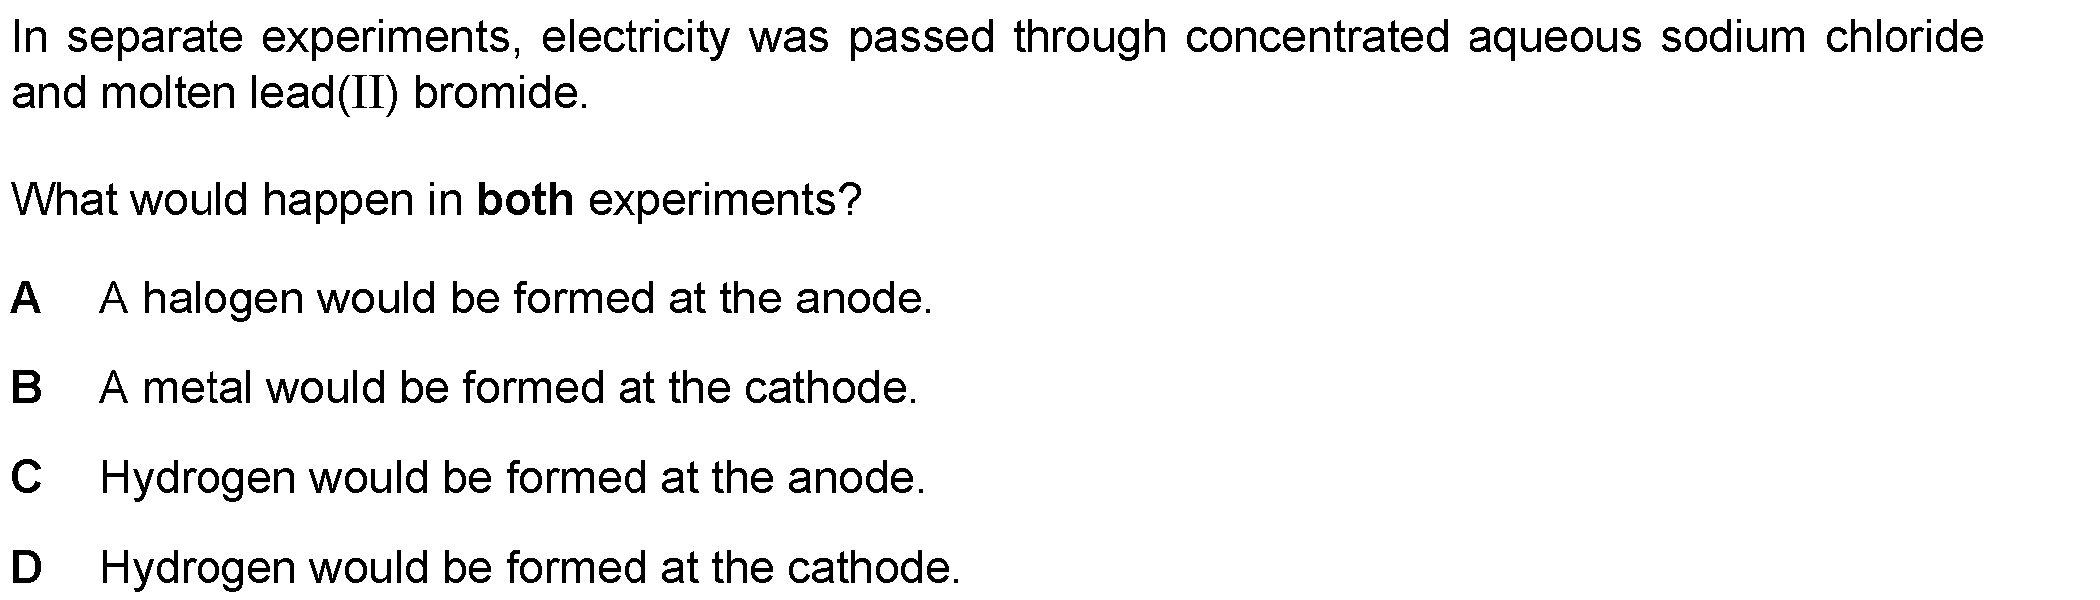 In separate experiments, electricity was passed through concentrated aqueous sodium chloride
and molten lead(II) bromide.
What would happen in both experiments?
A A halogen would be formed at the anode.
B A metal would be formed at the cathode.
C Hydrogen would be formed at the anode.
D Hydrogen would be formed at the cathode.